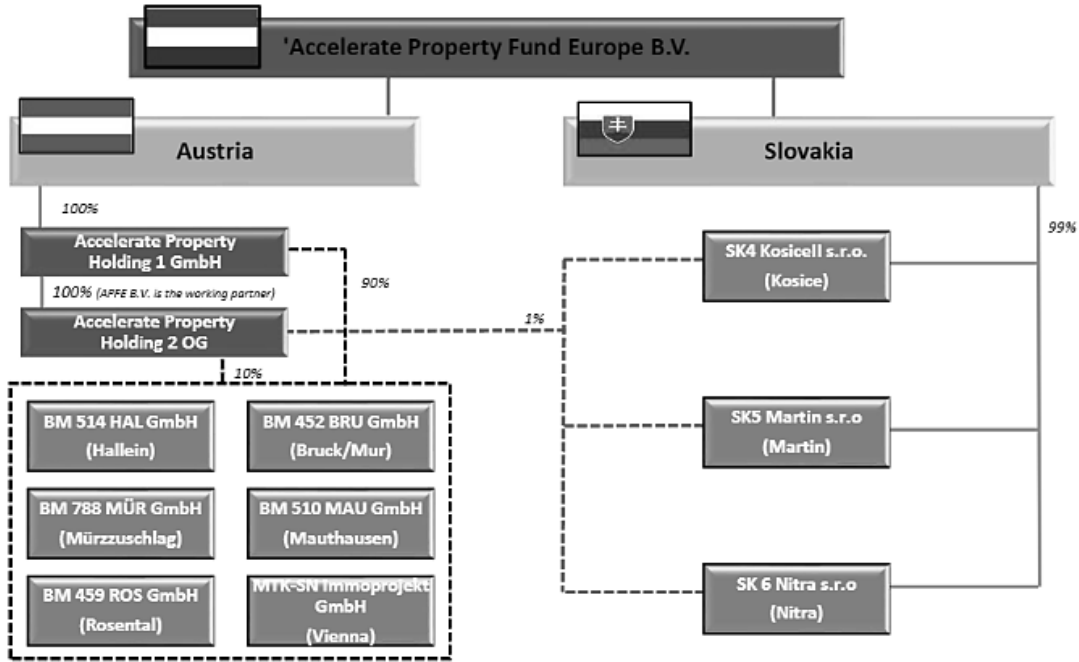 'Accelerate Property Fund Europe B.V.
Austria
Slovakia
100%
99%
Accelerate Property
Holding 1 GmbH
100% (APFE B.V. is the working partner)
90%
Accelerate Property
Holding 2 OG
1%
10%
BM 514 HAL GmbH
(Hallein)
BM 452 BRU GmbH
(Bruck/Mur)
BM 788 MÜR GmbH
(Mürzzuschlag)
BM 510 MAU GmbH
(Mauthausen)
BM 459 ROS GmbH
(Rosental)
MTK-SN Immoprojekt
GmbH
(Vienna)
SK4 Kosicell s.r.o.
(Kosice)
SK5 Martin s.r.o
(Martin)
SK 6 Nitra s.r.o
(Nitra)